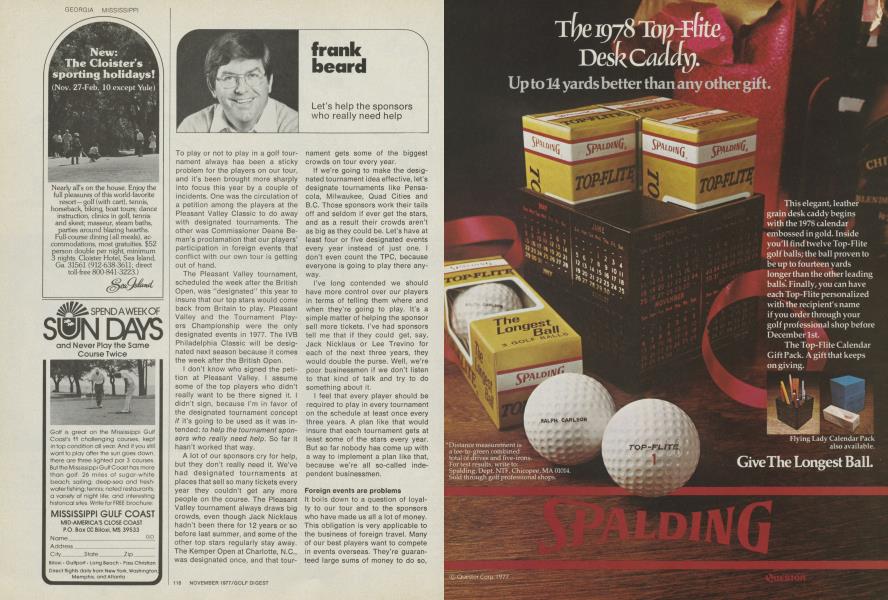 GEORGIA MISSISSIPPI
New:
The Cloister's
sporting holidays!
(Nov. 27-Feb. 10 except Yule)
Nearly all's on the house. Enjoy the
full pleasures of this world-favorite
resort—golf (with cart), tennis,
horseback, biking, boat tours; dance
instruction, clinics in golf, tennis
and skeet; masseur, steam baths,
parties around blazing hearths.
Full-course dining (all meals), ac-
commodations, most gratuities. $52
person double per night, minimum
3 nights. Cloister Hotel, Sea Island,
Ga. 31561 (912-638-3611; direct
toll-free 800-841-3223.)
Sea Island
SPEND A WEEK OF
SUN DAYS
and Never Play the Same
Course Twice
Golf is great on the Mississippi Gulf
Coast's 17 challenging courses, kept
in top condition all year. And if you still
want to play after the sun goes down,
there are three lighted par 3 courses.
But the Mississippi Gulf Coast has more
than golf: 26 miles of sugar-white
beach; sailing; deep-sea and fresh-
water fishing; tennis; noted restaurants,
a variety of night life; and interesting
historical sites. Write for FREE brochure:
MISSISSIPPI GULF COAST
MID-AMERICA'S CLOSE COAST
P.O. Box CC Biloxi, MS 39533
Name GD
Address
City State Zip
Biloxi - Gulfport - Long Beach - Pass Christian
Direct flights daily from New York, Washington,
Memphis, and Atlanta
frank
beard
Let's help the sponsors
who really need help
To play or not to play in a golf tour-
nament always has been a sticky
problem for the players on our tour,
and it's been brought more sharply
into focus this year by a couple of
incidents. One was the circulation of
a petition among the players at the
Pleasant Valley Classic to do away
with designated tournaments. The
other was Commissioner Deane Be-
man's proclamation that our players'
participation in foreign events that
conflict with our own tour is getting
out of hand.
The Pleasant Valley tournament,
scheduled the week after the British
Open, was "designated" this year to
insure that our top stars would come
back from Britain to play. Pleasant
Valley and the Tournament Play-
ers Championship were the only
designated events in 1977. The IVB
Philadelphia Classic will be desig-
nated next season because it comes
the week after the British Open.
I don't know who signed the peti-
tion at Pleasant Valley. I assume
some of the top players who didn't
really want to be there signed it. I
didn't sign, because I'm in favor of
the designated tournament concept
if it's going to be used as it was in-
tended: to help the tournament spon-
sors who really need help. So far it
hasn't worked that way.
A lot of our sponsors cry for help,
but they don't really need it. We've
had designated tournaments at
places that sell so many tickets every
year they couldn't get any more
people on the course. The Pleasant
Valley tournament always draws big
crowds, even though Jack Nicklaus
hadn't been there for 12 years or so
before last summer, and some of the
other top stars regularly stay away.
The Kemper Open at Charlotte, N.C.,
was designated once, and that tour-
nament gets some of the biggest
crowds on tour every year.
If we're going to make the desig-
nated tournament idea effective, let's
designate tournaments like Pensa-
cola, Milwaukee, Quad Cities and
B.C. Those sponsors work their tails
off and seldom if ever get the stars,
and as a result their crowds aren't
as big as they could be. Let's have at
least four or five designated events
every year instead of just one. I
don't even count the TPC, because
everyone is going to play there any-
way.
I've long contended we should
have more control over our players
in terms of telling them where and
when they're going to play. It's a
simple matter of helping the sponsor
sell more tickets. I've had sponsors
tell me that if they could get, say,
Jack Nicklaus or Lee Trevino for
each of the next three years, they
would double the purse. Well, we're
poor businessmen if we don't listen
to that kind of talk and try to do
something about it.
I feel that every player should be
required to play in every tournament
on the schedule at least once every
three years. A plan like that would
insure that each tournament gets at
least some of the stars every year.
But so far nobody has come up with
a way to implement a plan like that,
because we're all so-called inde-
pendent businessmen.
Foreign events are problems
It boils down to a question of loyal-
ty to our tour and to the sponsors
who have made us all a lot of money.
This obligation is very applicable to
the business of foreign travel. Many
of our best players want to compete
in events overseas. They're guaran-
teed large sums of money to do so,
118 NOVEMBER 1977/GOLF DIGEST
The 1978 Top-Flite®
Desk Caddy.
Up to 14 yards better than any other gift.
SPALDING
SPALDING
TOP-FLITE
TOP-FLITE
TOP-FLITE
The
Longest
Ball
3 GOLF BALLS
SPALDING
RALPH CARLSON
TOP-FLITE
1
This elegant, leather
grain desk caddy begins
with the 1978 calendar
embossed in gold. Inside
you'll find twelve Top-Flite
golf balls; the ball proven to
be up to fourteen yards
longer than the other leading
balls.* Finally, you can have
each Top-Flite personalized
with the recipient's name
if you order through your
golf professional shop before
December 1st.
The Top-Flite Calendar
Gift Pack. A gift that keeps
on giving.
Flying Lady Calendar Pack
also available.
*Distance measurement is
a tee-to-green combined
total of drives and five-irons.
For test results, write to:
Spalding, Dept. NTF, Chicopee, MA 01014.
Sold through golf professional shops.
Give The Longest Ball.
SPALDING
© Questor Corp. 1977
QUESTOR